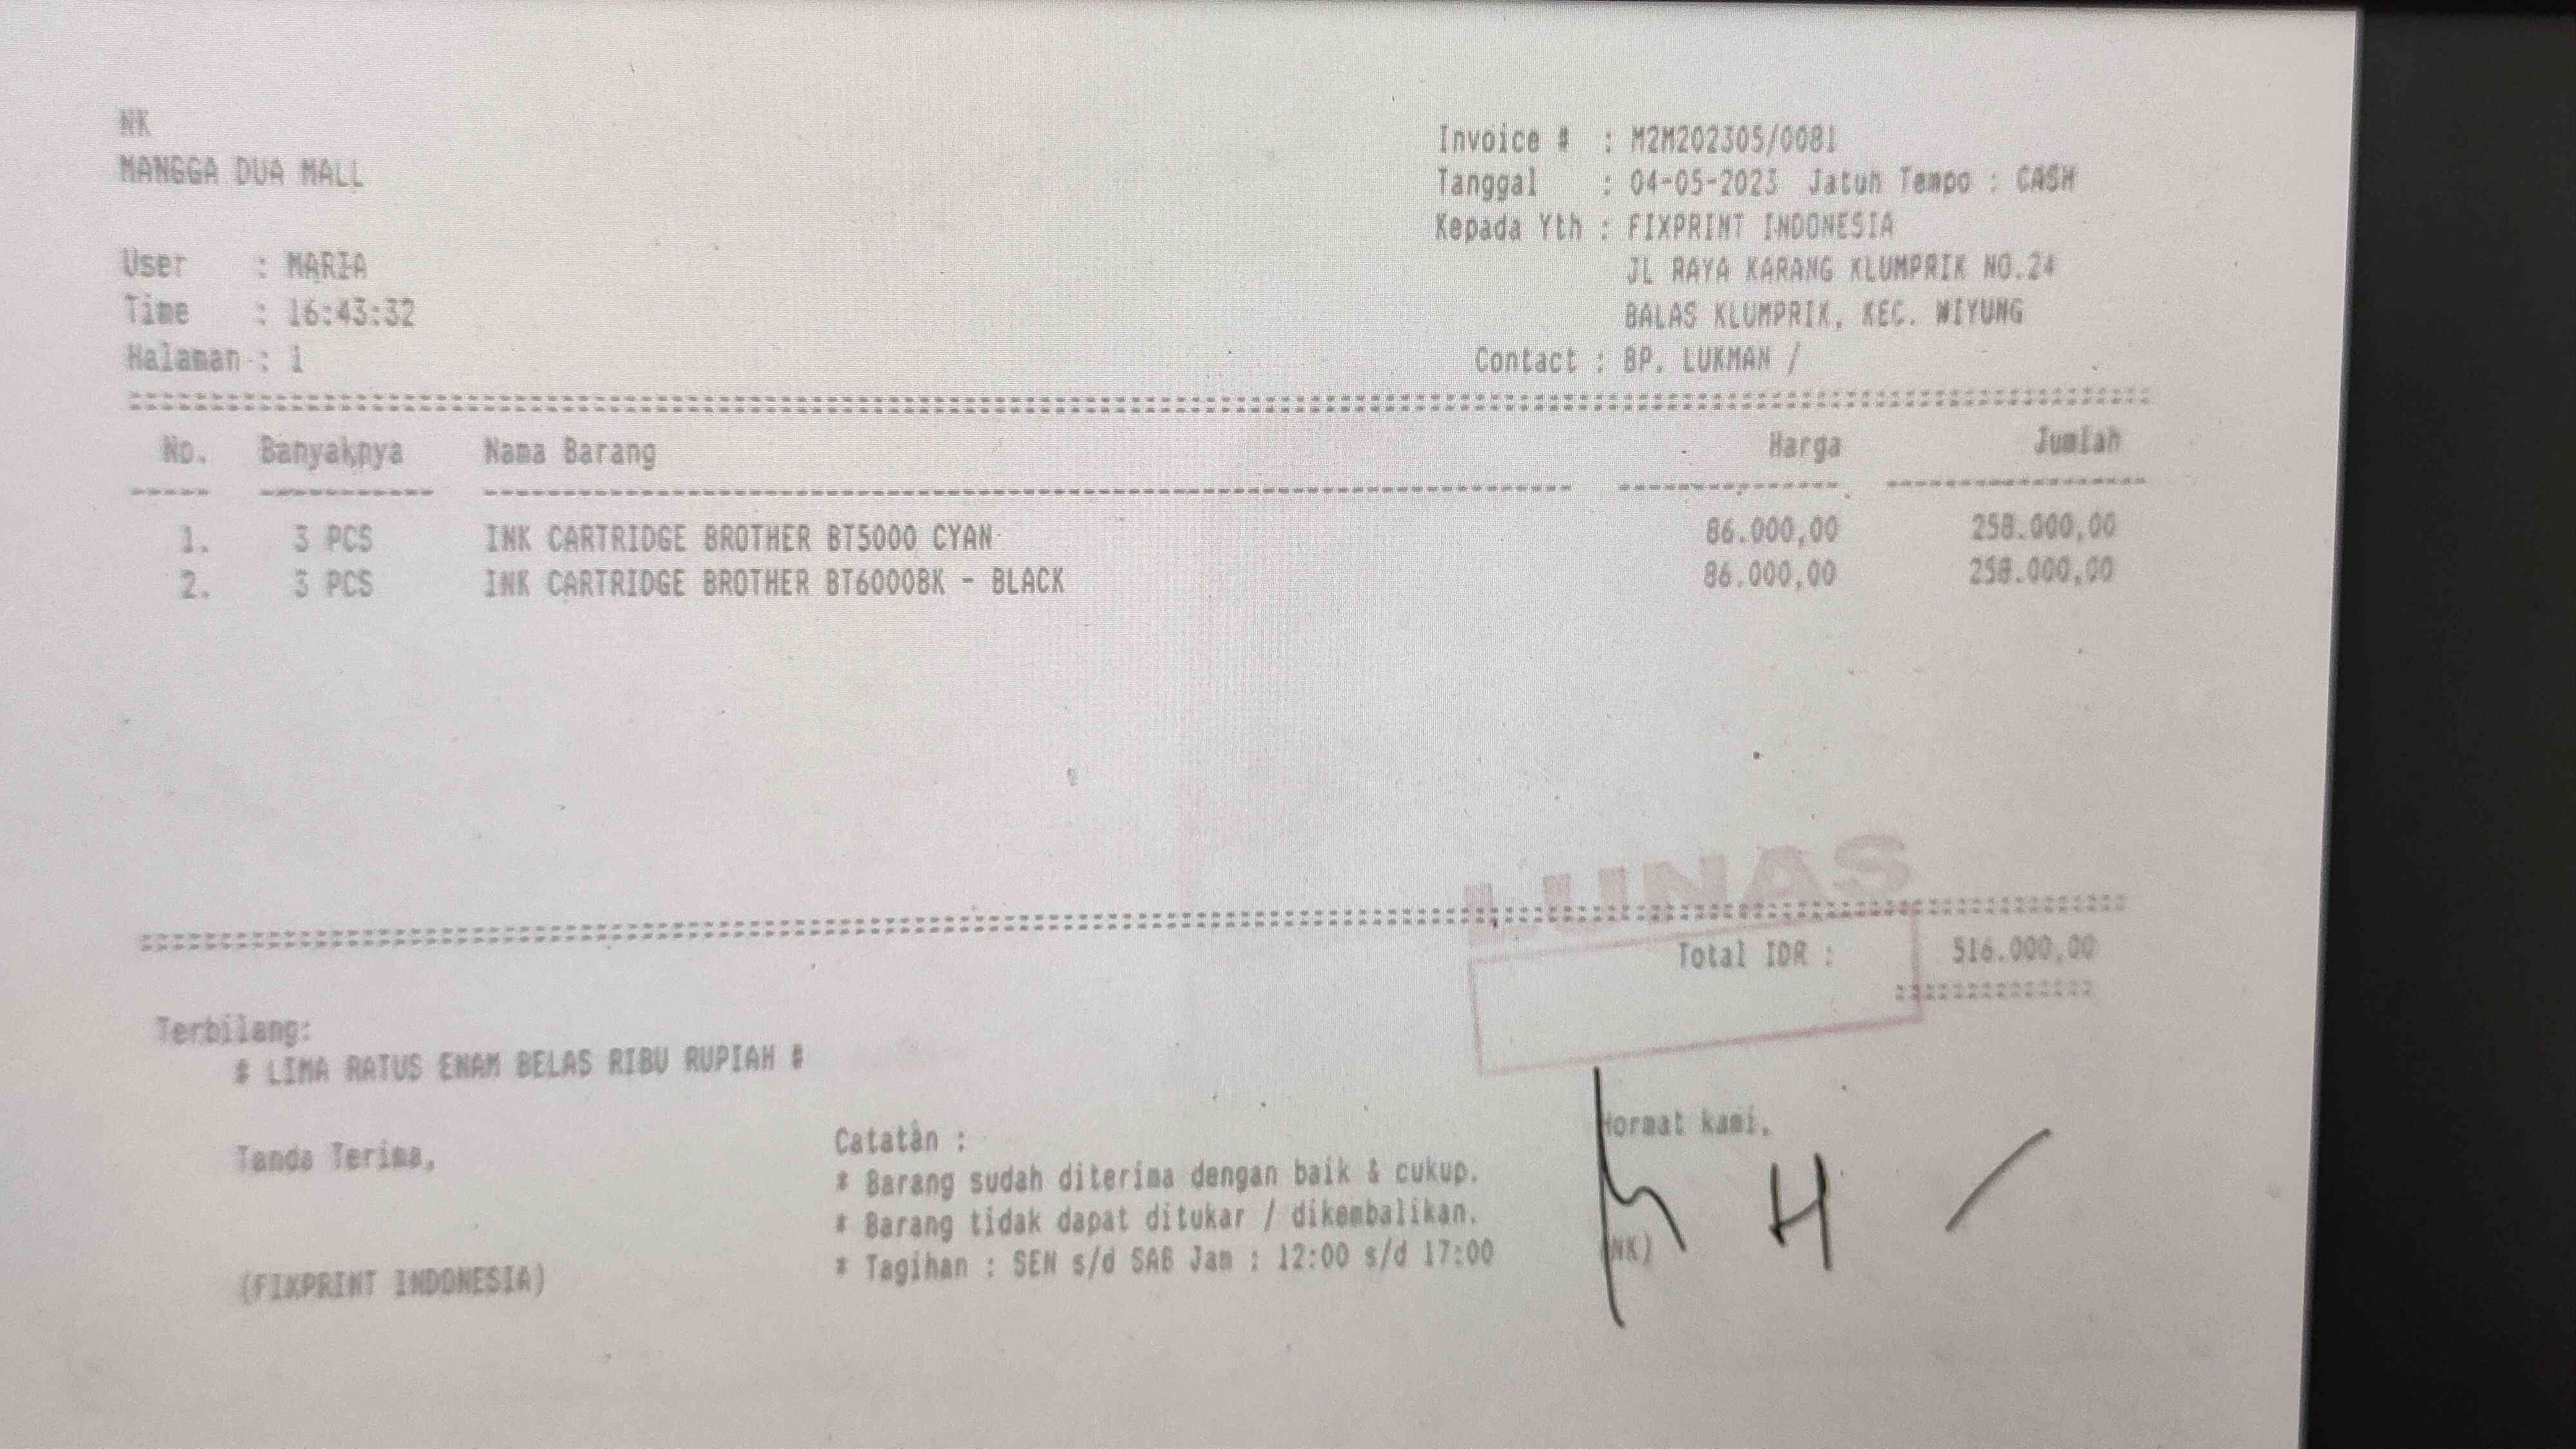 NK
MANGGA DUA MALL
User : MARIA
Time : 16:43:32
Halaman : 1
Invoice # : M2M202305/0081
Tanggal : 04-05-2023 Jatuh Tempo : CASH
Kepada Yth : FIXPRINT INDONESIA
JL RAYA KARANG KLUMPRIK NO.24
BALAS KLUMPRIK, KEC. WIYUNG
Contact : BP. LUKMAN /
No. Banyaknya Nama Barang Harga Jumlah
1. 3 PCS INK CARTRIDGE BROTHER BT5000 CYAN 86.000,00 258.000,00
2. 3 PCS INK CARTRIDGE BROTHER BT6000BK - BLACK 86.000,00 258.000,00
LUNAS
Total IDR : 516.000,00
Terbilang:
# LIMA RATUS ENAM BELAS RIBU RUPIAH #
Tanda Terima,
(FIXPRINT INDONESIA)
Catatan :
* Barang sudah diterima dengan baik & cukup.
* Barang tidak dapat ditukar / dikembalikan.
* Tagihan : SEN s/d SAB Jam : 12:00 s/d 17:00
Hormat kami,
(NK)